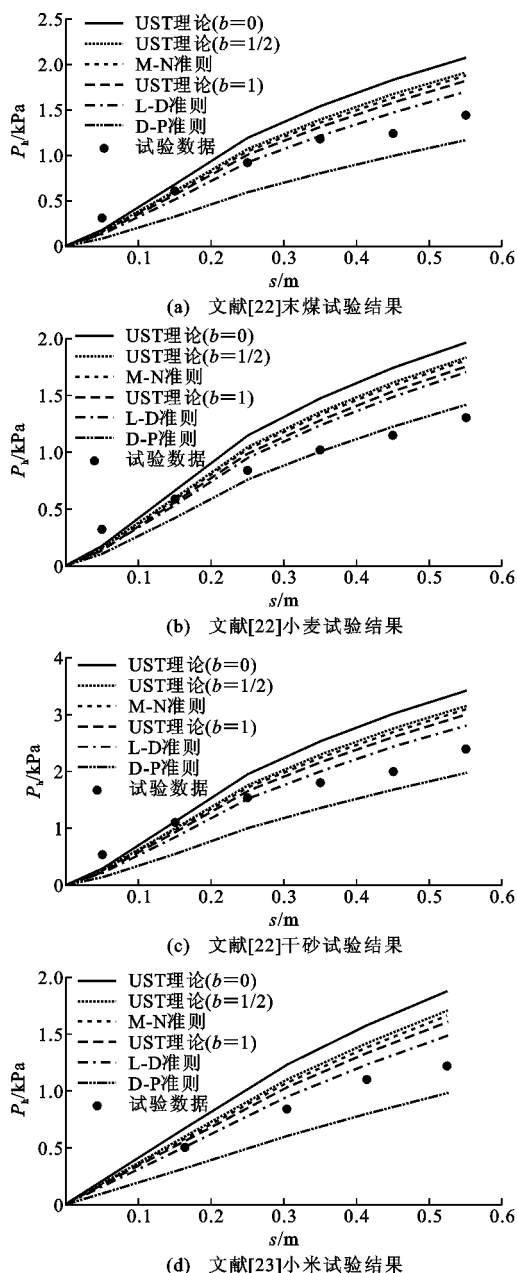 2.5
2.0
1.5
1.0
0.5
0
Pₕ/kPa
UST理论(b=0)
UST理论(b=1/2)
M-N准则
UST理论(b=1)
L-D准则
D-P准则
试验数据
0.1 0.2 0.3 0.4 0.5 0.6
s/m
(a) 文献[22]末煤试验结果
2.0
1.5
1.0
0.5
0
Pₕ/kPa
UST理论(b=0)
UST理论(b=1/2)
M-N准则
UST理论(b=1)
L-D准则
D-P准则
试验数据
0.1 0.2 0.3 0.4 0.5 0.6
s/m
(b) 文献[22]小麦试验结果
4
3
2
1
0
Pₕ/kPa
UST理论(b=0)
UST理论(b=1/2)
M-N准则
UST理论(b=1)
L-D准则
D-P准则
试验数据
0.1 0.2 0.3 0.4 0.5 0.6
s/m
(c) 文献[22]干砂试验结果
2.0
1.5
1.0
0.5
0
Pₕ/kPa
UST理论(b=0)
UST理论(b=1/2)
M-N准则
UST理论(b=1)
L-D准则
D-P准则
试验数据
0.1 0.2 0.3 0.4 0.5 0.6
s/m
(d) 文献[23]小米试验结果